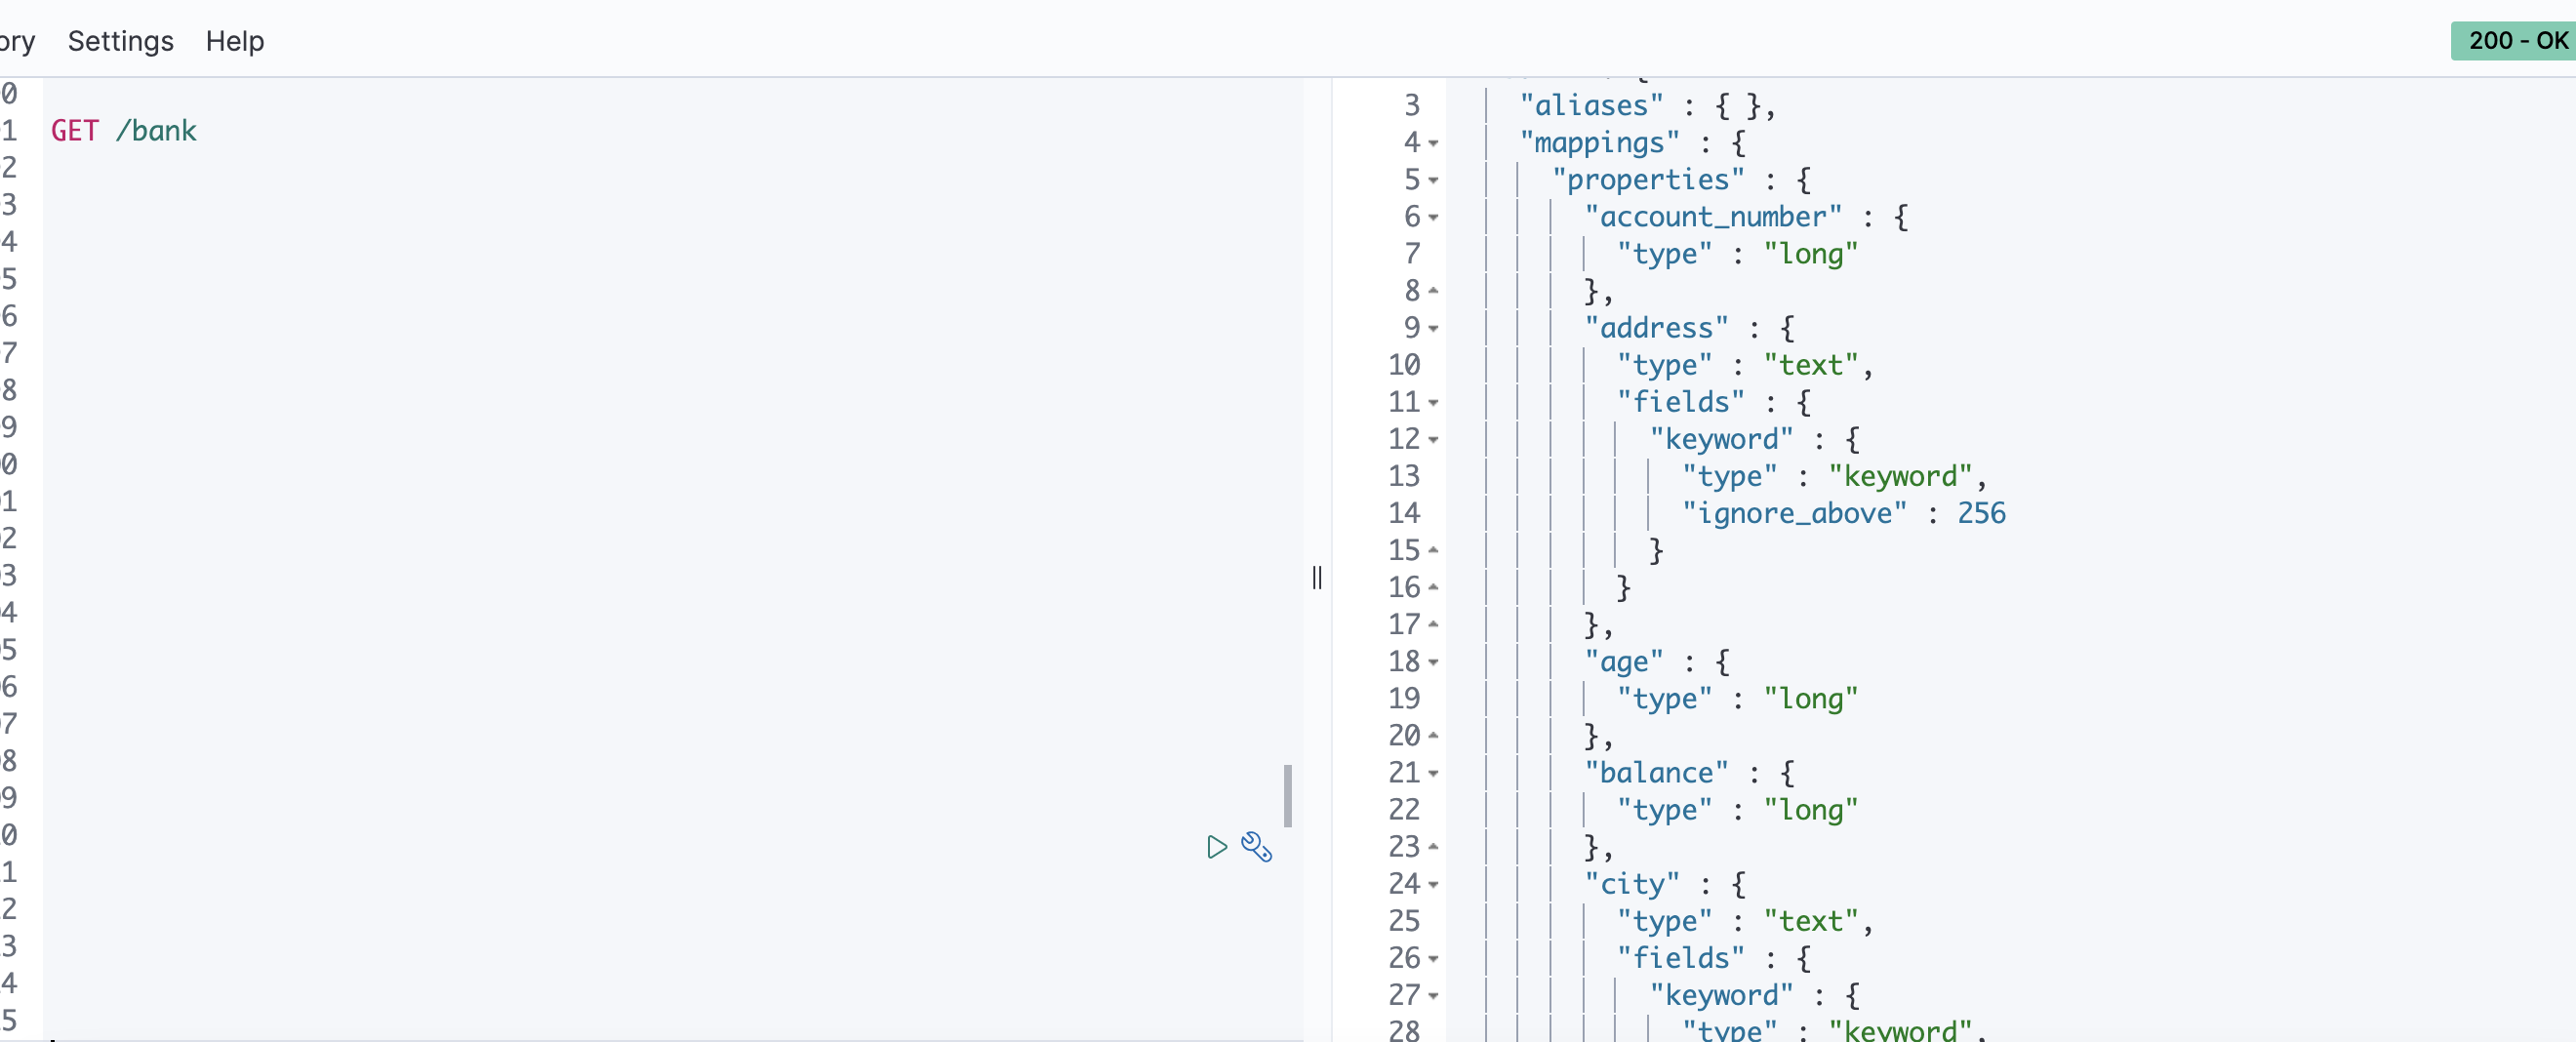 ory Settings Help
200 - OK
0
1 GET /bank
2
3
4
5
6
7
8
9
0
1
2
3
4
5
6
7
8
9
0
1
2
3
4
5
{
3 "aliases" : { },
4 "mappings" : {
5 "properties" : {
6 "account_number" : {
7 "type" : "long"
8 },
9 "address" : {
10 "type" : "text",
11 "fields" : {
12 "keyword" : {
13 "type" : "keyword",
14 "ignore_above" : 256
15 }
16 }
17 },
18 "age" : {
19 "type" : "long"
20 },
21 "balance" : {
22 "type" : "long"
23 },
24 "city" : {
25 "type" : "text",
26 "fields" : {
27 "keyword" : {
28 "type" : "keyword",